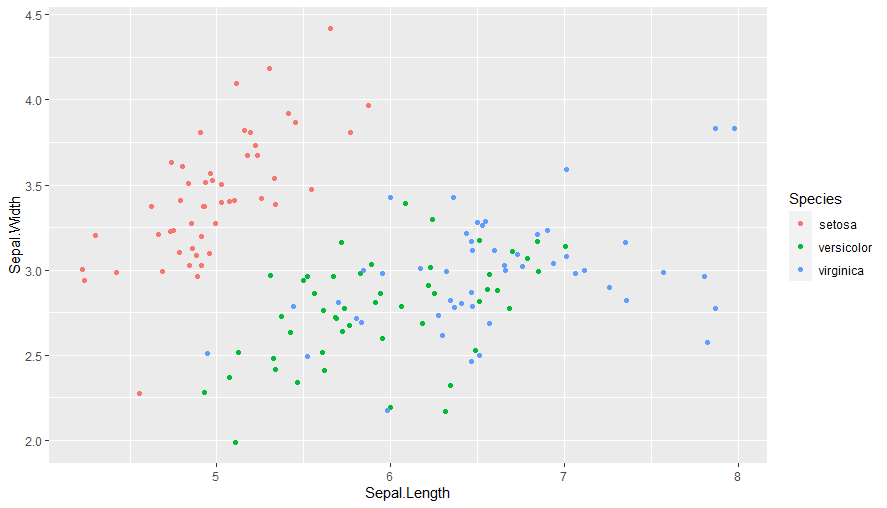 4.5
4.0
3.5
3.0
2.5
2.0
Sepal.Width
5
6
7
8
Sepal.Length
Species
setosa
versicolor
virginica